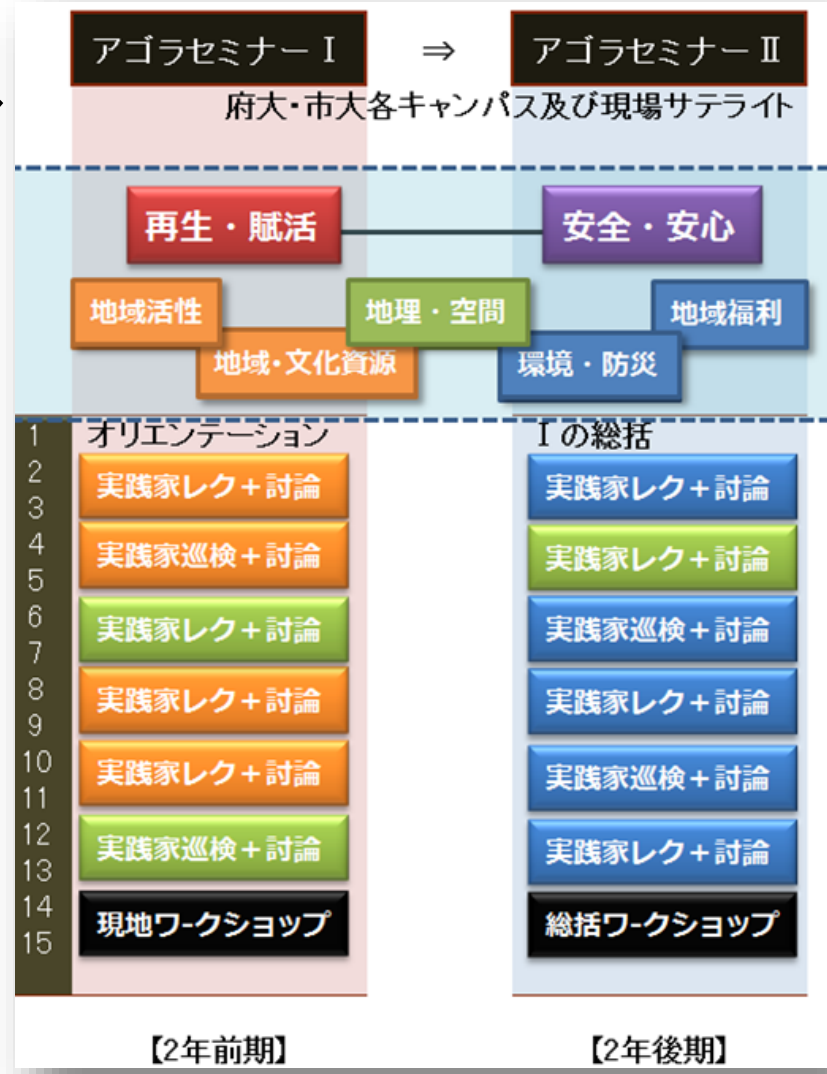 アゴラセミナーⅠ ⇒ アゴラセミナーⅡ
府大・市大各キャンパス及び現場サテライト
再生・賦活
安全・安心
地域活性
地理・空間
地域福利
地域・文化資源
環境・防災
1 オリエンテーション
2
3
実践家レク+討論
4
5
実践家巡検+討論
6
7
実践家レク+討論
8
9
実践家レク+討論
10
11
実践家レク+討論
12
13
実践家巡検+討論
14
15
現地ワークショップ
【2年前期】
Ⅰの総括
実践家レク+討論
実践家レク+討論
実践家巡検+討論
実践家レク+討論
実践家巡検+討論
実践家レク+討論
総括ワークショップ
【2年後期】